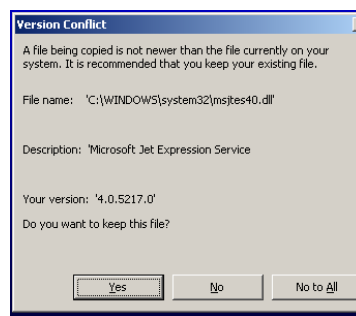 Version Conflict
A file being copied is not newer than the file currently on your
system. It is recommended that you keep your existing file.
File name: 'C:\WINDOWS\system32\msjtes40.dll'
Description: 'Microsoft Jet Expression Service
Your version: '4.0.5217.0'
Do you want to keep this file?
Yes No No to All